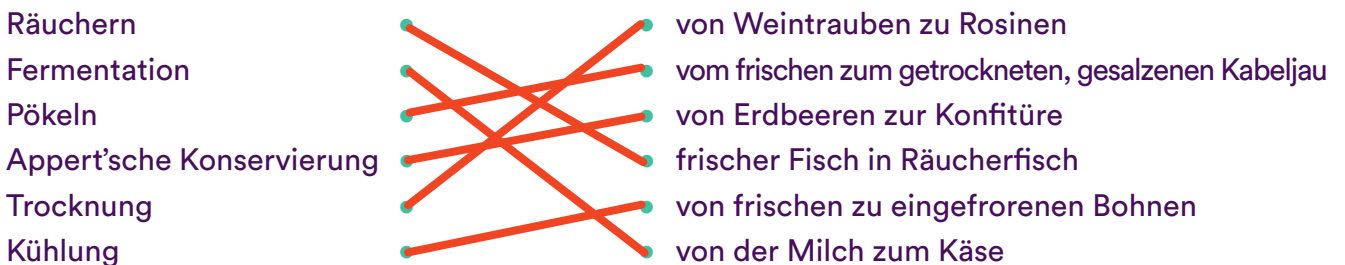 Räuchern
von Weintrauben zu Rosinen
Fermentation
vom frischen zum getrockneten, gesalzenen Kabeljau
Pökeln
von Erdbeeren zur Konfitüre
Appert’sche Konservierung
frischer Fisch in Räucherfisch
Trocknung
von frischen zu eingefrorenen Bohnen
Kühlung
von der Milch zum Käse